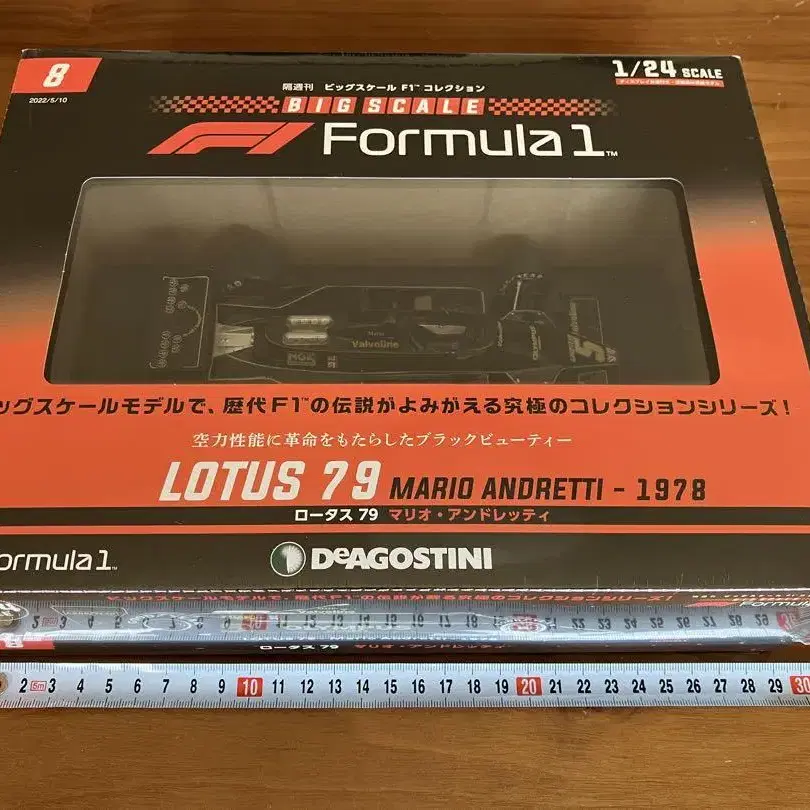 8
2022/5/10
1/24 SCALE
隔週刊 ビッグスケール F1™ コレクション
BIG SCALE
F1 Formula 1™
Valvoline
NGK
5
ッグスケールモデルで、歴代F1™の伝説がよみがえる究極のコレクションシリーズ!
空力性能に革命をもたらしたブラックビューティー
LOTUS 79 MARIO ANDRETTI - 1978
ロータス 79 マリオ・アンドレッティ
ormula 1™
DeAGOSTINI
Formula
8
ロータス 79 マリオ・アンドレッティ
2 5m 3 4 5 6 7 8 9 10 11 12 13 14 15 16 17 18 19 20 21 22 23 24 25 26 27 28 29 30